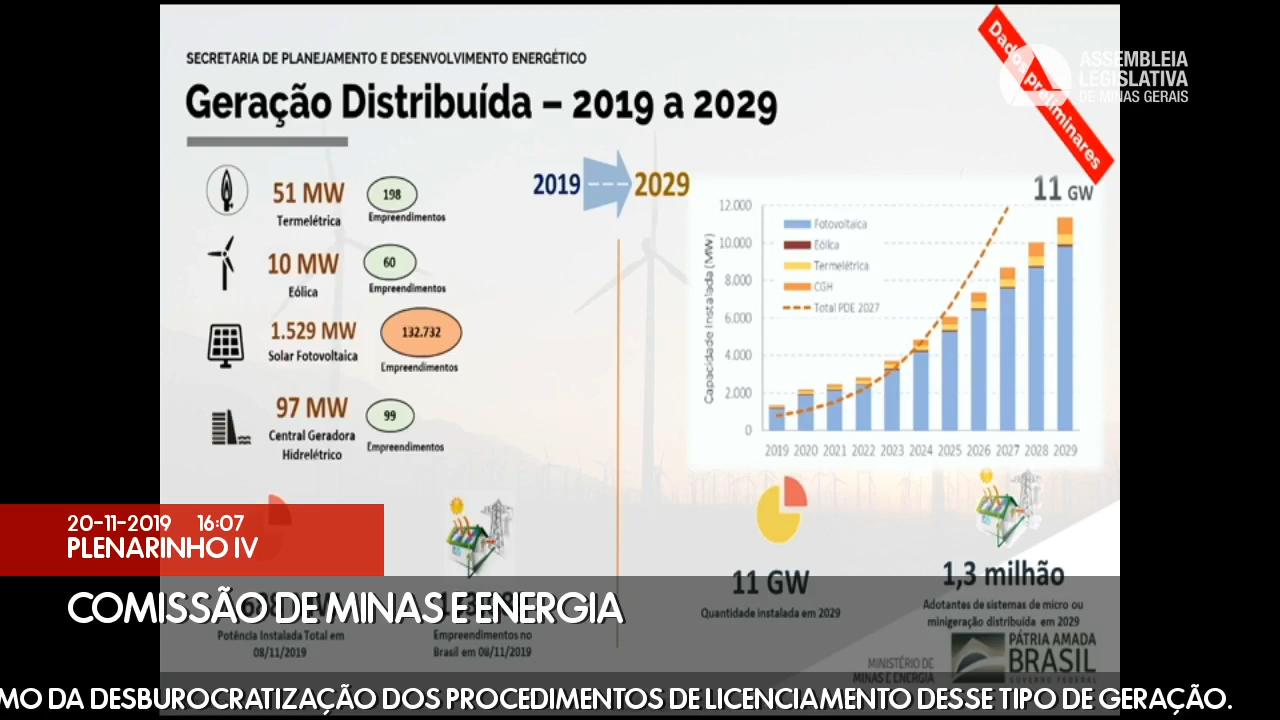 SECRETARIA DE PLANEJAMENTO E DESENVOLVIMENTO ENERGÉTICO
Geração Distribuída – 2019 a 2029
Dados preliminares
ASSEMBLEIA
LEGISLATIVA
DE MINAS GERAIS
51 MW
Termelétrica
198
Empreendimentos
10 MW
Eólica
60
Empreendimentos
1.529 MW
Solar Fotovoltaica
132.732
Empreendimentos
97 MW
Central Geradora
Hidrelétrico
99
Empreendimentos
2019
2029
11 GW
Capacidade Instalada (MW)
12.000
10.000
8.000
6.000
4.000
2.000
0
Fotovoltaica
Eólica
Termelétrica
CGH
Total PDE 2027
2019 2020 2021 2022 2023 2024 2025 2026 2027 2028 2029
Potência Instalada Total em
08/11/2019
Empreendimentos no
Brasil em 08/11/2019
11 GW
Quantidade instalada em 2029
1,3 milhão
Adotantes de sistemas de micro ou
minigeração distribuída em 2029
MINISTÉRIO DE
MINAS E ENERGIA
PÁTRIA AMADA
BRASIL
GOVERNO FEDERAL
20-11-2019 16:07
PLENARINHO IV
COMISSÃO DE MINAS E ENERGIA
MO DA DESBUROCRATIZAÇÃO DOS PROCEDIMENTOS DE LICENCIAMENTO DESSE TIPO DE GERAÇÃO.